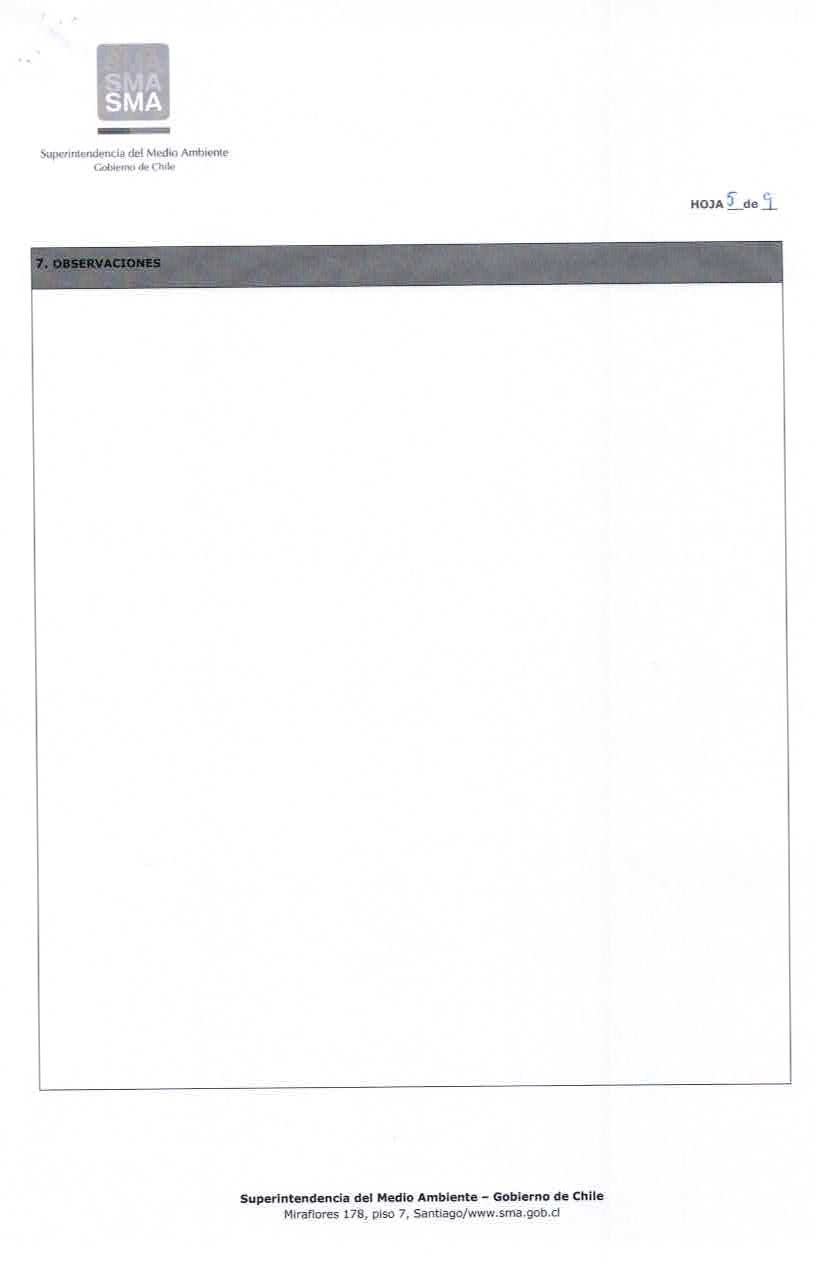 SMA
SMA
SMA
Superintendencia del Medio Ambiente
Gobierno de Chile
HOJA 5 de 9
7. OBSERVACIONES
Superintendencia del Medio Ambiente – Gobierno de Chile
Miraflores 178, piso 7, Santiago/www.sma.gob.cl